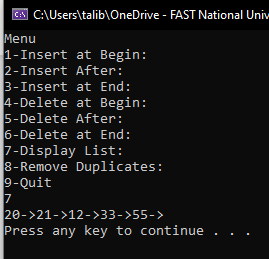 C:\Users\talib\OneDrive - FAST National Univ
Menu
1-Insert at Begin:
2-Insert After:
3-Insert at End:
4-Delete at Begin:
5-Delete After:
6-Delete at End:
7-Display List:
8-Remove Duplicates:
9-Quit
7
20->21->12->33->55->
Press any key to continue . . .